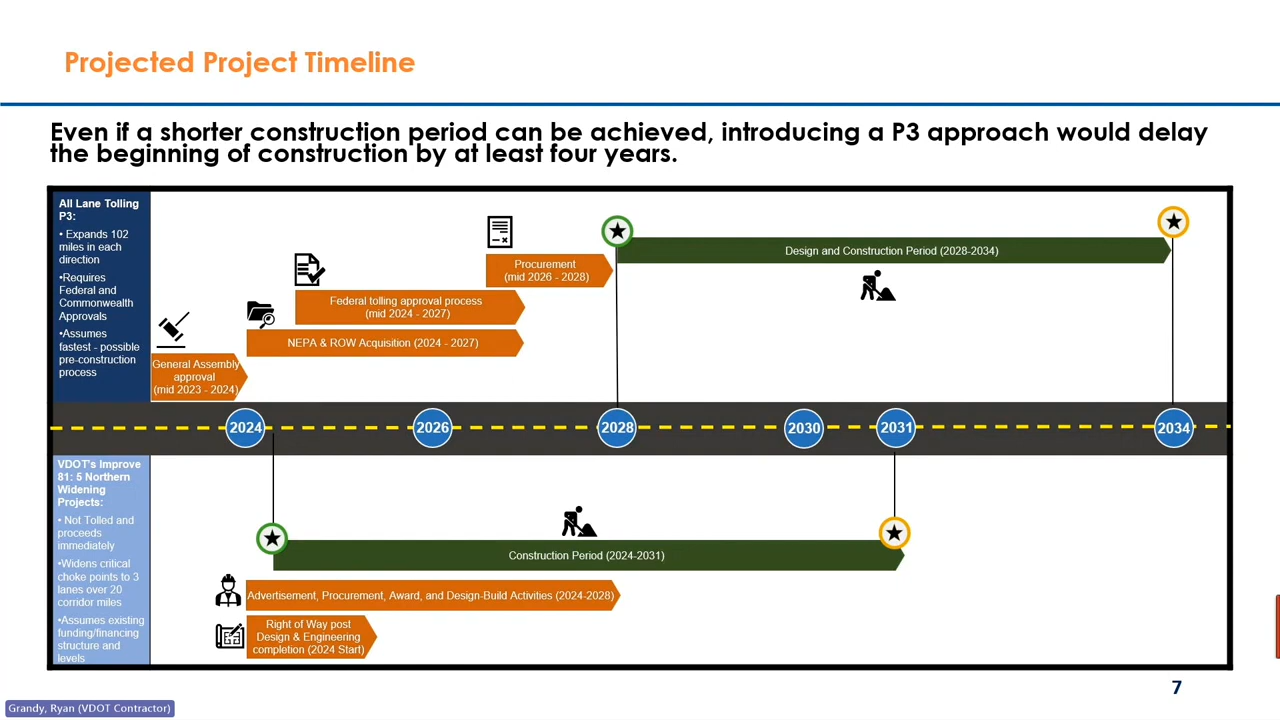 Projected Project Timeline
Even if a shorter construction period can be achieved, introducing a P3 approach would delay
the beginning of construction by at least four years.
All Lane Tolling
P3:
• Expands 102
miles in each
direction
•Requires
Federal and
Commonwealth
Approvals
•Assumes
fastest - possible
pre-construction
process
General Assembly
approval
(mid 2023 - 2024)
NEPA & ROW Acquisition (2024 - 2027)
Federal tolling approval process
(mid 2024 - 2027)
Procurement
(mid 2026 - 2028)
Design and Construction Period (2028-2034)
2024
2026
2028
2030
2031
2034
VDOT's Improve
81: 5 Northern
Widening
Projects:
• Not Tolled and
proceeds
immediately
•Widens critical
choke points to 3
lanes over 20
corridor miles
•Assumes existing
funding/financing
structure and
levels
Construction Period (2024-2031)
Advertisement, Procurement, Award, and Design-Build Activities (2024-2028)
Right of Way post
Design & Engineering
completion (2024 Start)
7
Grandy, Ryan (VDOT Contractor)